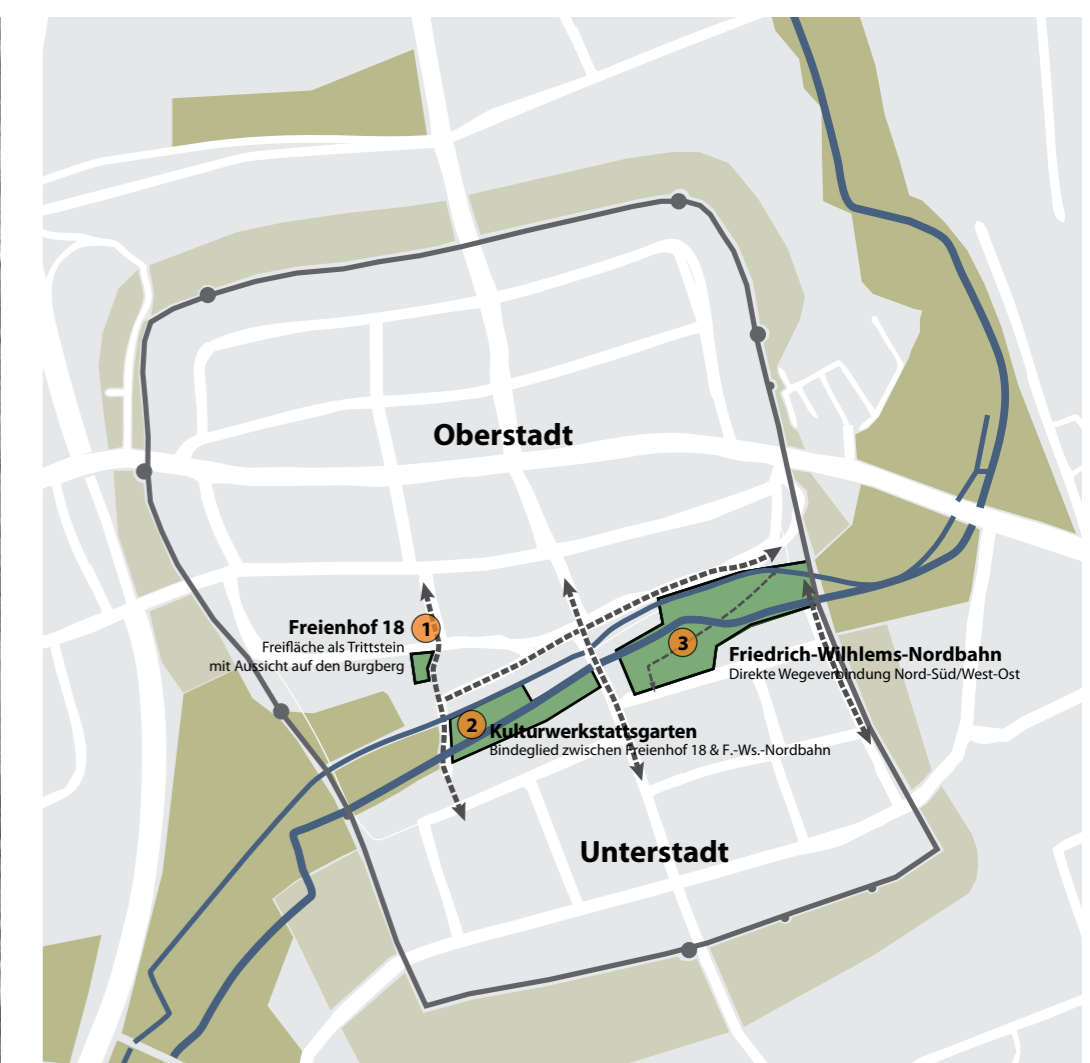 Oberstadt
1
Freienhof 18
Freifläche als Trittstein
mit Aussicht auf den Burgberg
3
Friedrich-Wilhlems-Nordbahn
Direkte Wegeverbindung Nord-Süd/West-Ost
2
Kulturwerkstattsgarten
Bindeglied zwischen Freienhof 18 & F.-Ws.-Nordbahn
Unterstadt